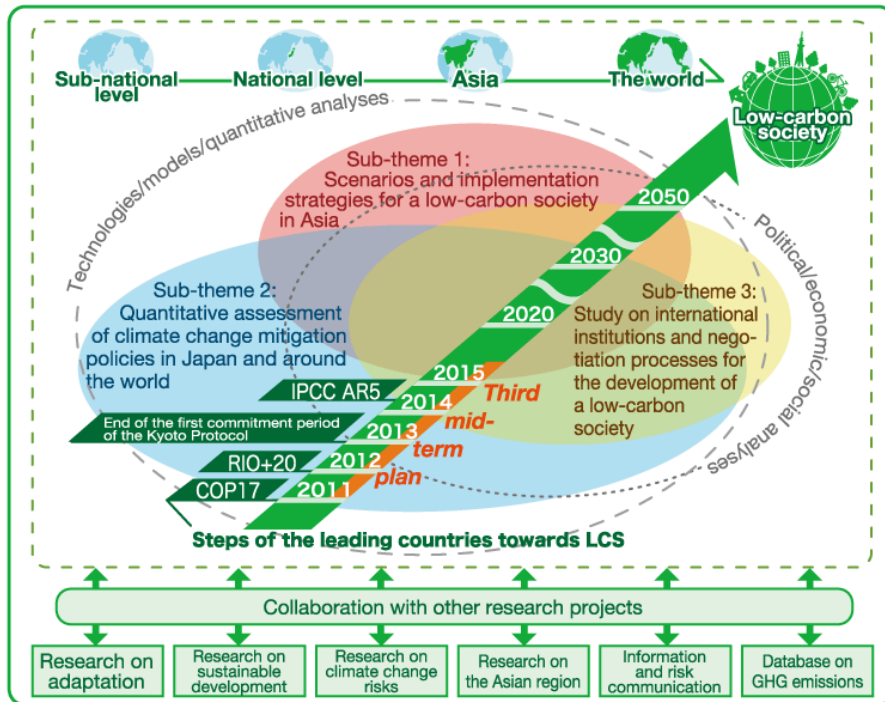 Sub-national level
National level
Asia
The world
Low-carbon
society
Technologies/models/quantitative analyses
Political/economic/social analyses
Sub-theme 1:
Scenarios and implementation
strategies for a low-carbon society
in Asia
Sub-theme 2:
Quantitative assessment
of climate change mitigation
policies in Japan and around
the world
Sub-theme 3:
Study on international
institutions and nego-
tiation processes for
the development of
a low-carbon
society
2050
2030
2020
2015
2014
2013
2012
2011
IPCC AR5
End of the first commitment period
of the Kyoto Protocol
RIO+20
COP17
Third
mid-
term
plan
Steps of the leading countries towards LCS
Collaboration with other research projects
Research on
adaptation
Research on
sustainable
development
Research on
climate change
risks
Research on
the Asian region
Information
and risk
communication
Database on
GHG emissions